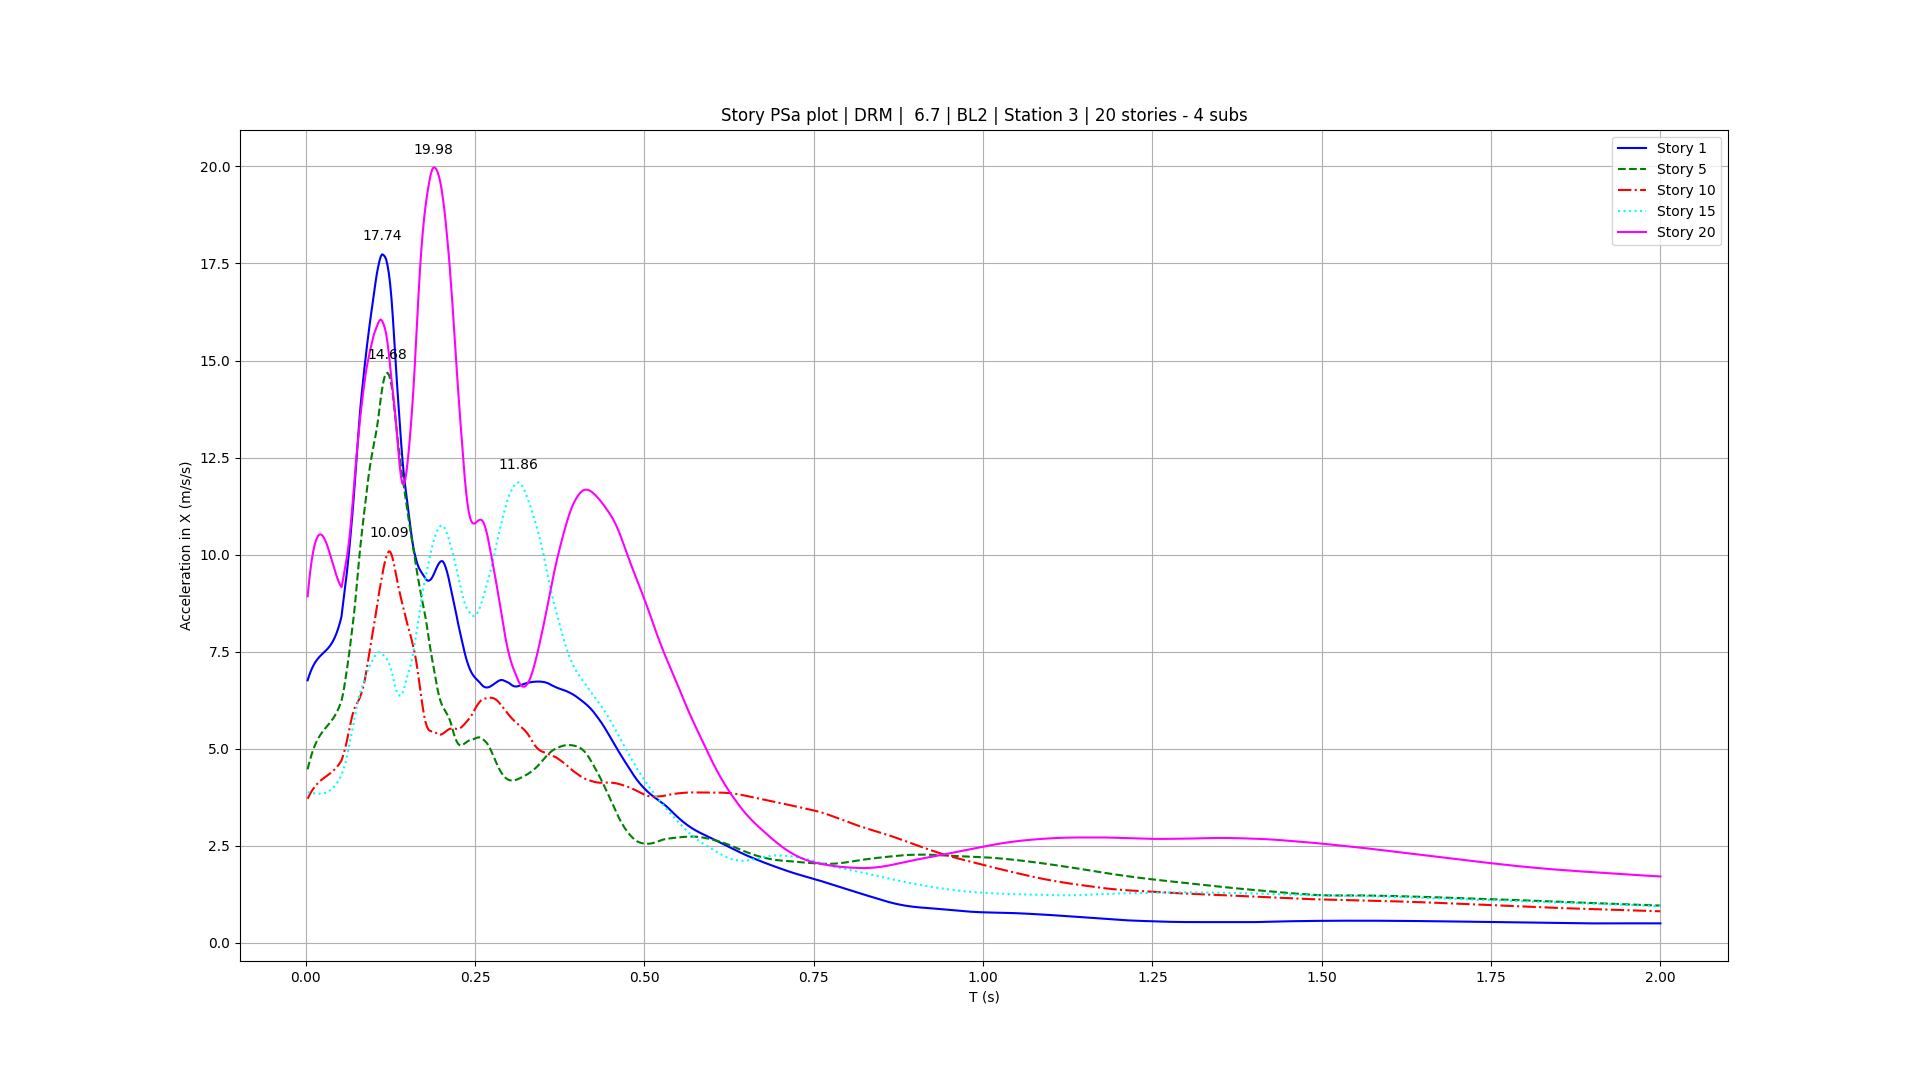 Story PSa plot | DRM |  6.7 | BL2 | Station 3 | 20 stories - 4 subs
19.98
17.74
14.68
11.86
10.09
Story 1
Story 5
Story 10
Story 15
Story 20
Acceleration in X (m/s/s)
20.0
17.5
15.0
12.5
10.0
7.5
5.0
2.5
0.0
0.00 0.25 0.50 0.75 1.00 1.25 1.50 1.75 2.00
T (s)